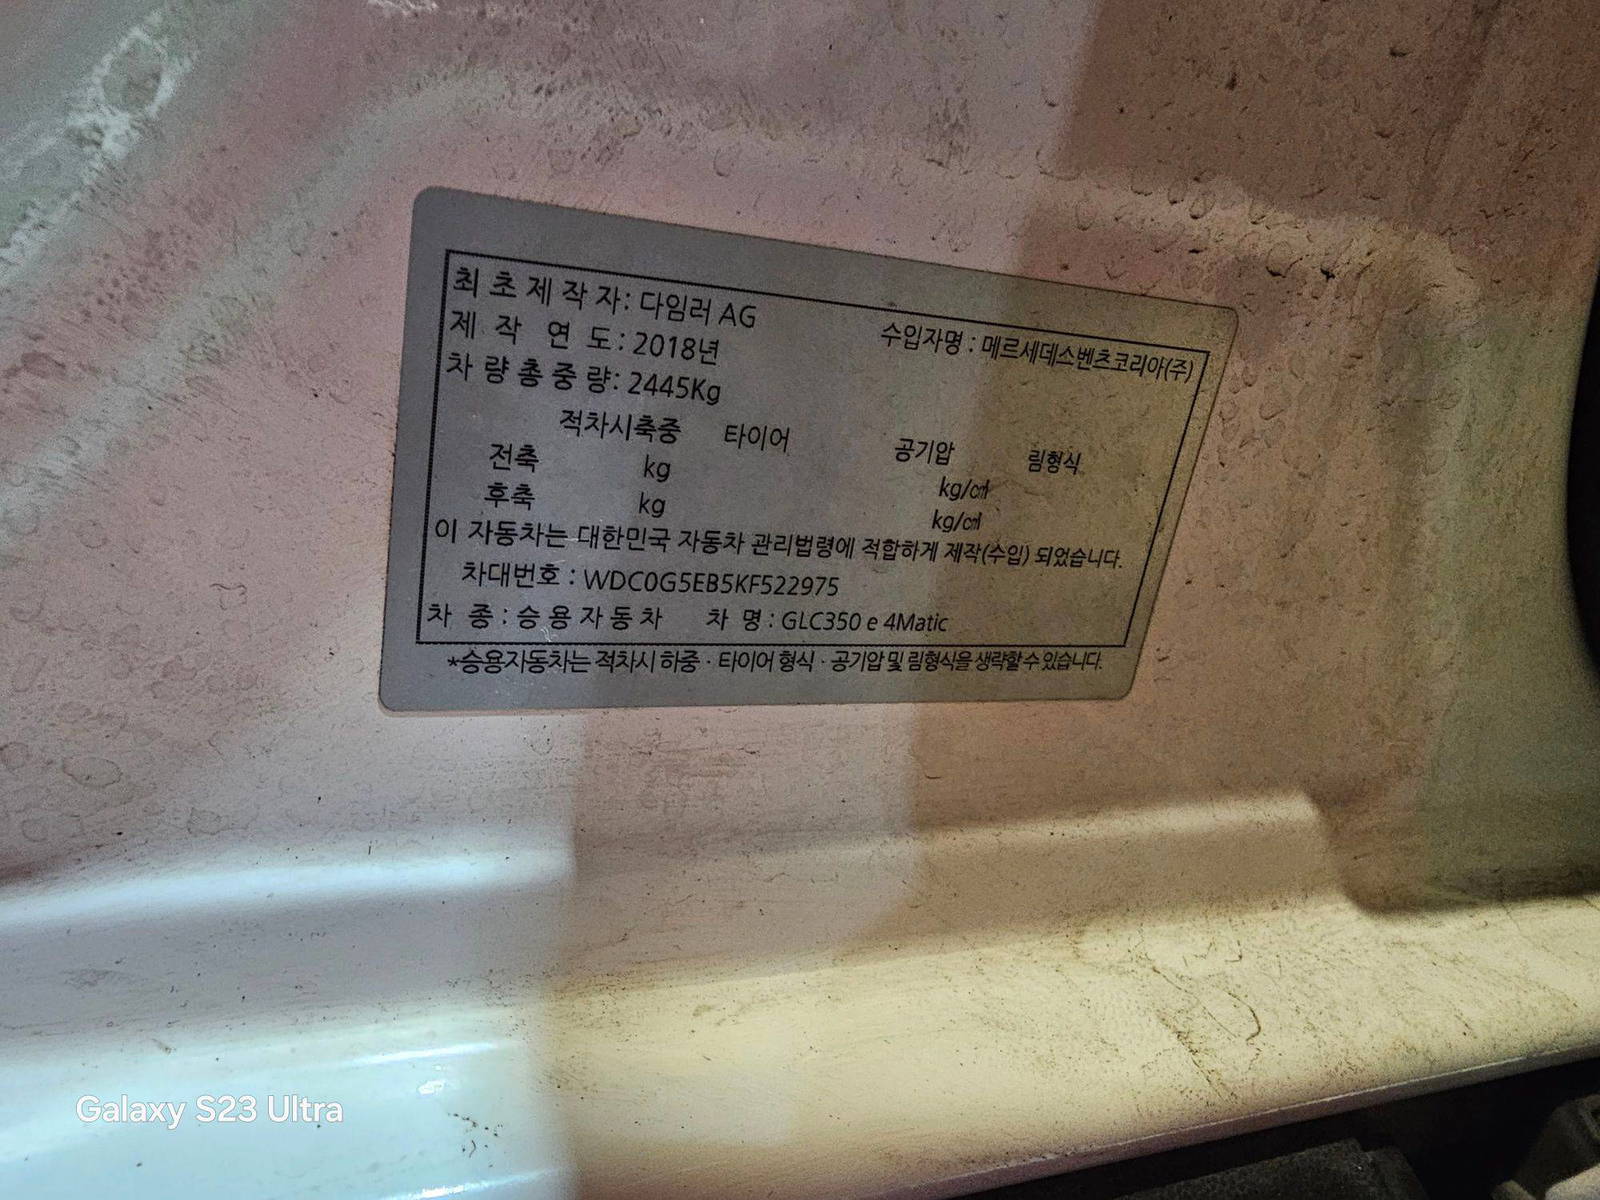 최초제작자: 다임러 AG
수입자명 : 메르세데스벤츠코리아(주)
제 작 연 도 : 2018년
차량총중량: 2445Kg
적차시축중 타이어 공기압 림형식
전축 kg kg/㎠
후축 kg kg/㎠
이 자동차는 대한민국 자동차 관리법령에 적합하게 제작(수입) 되었습니다.
차대번호 : WDC0G5EB5KF522975
차 종 : 승용자동차 차 명 : GLC350 e 4Matic
*승용자동차는 적차시 하중 · 타이어 형식 · 공기압 및 림형식을 생략할 수 있습니다.
Galaxy S23 Ultra